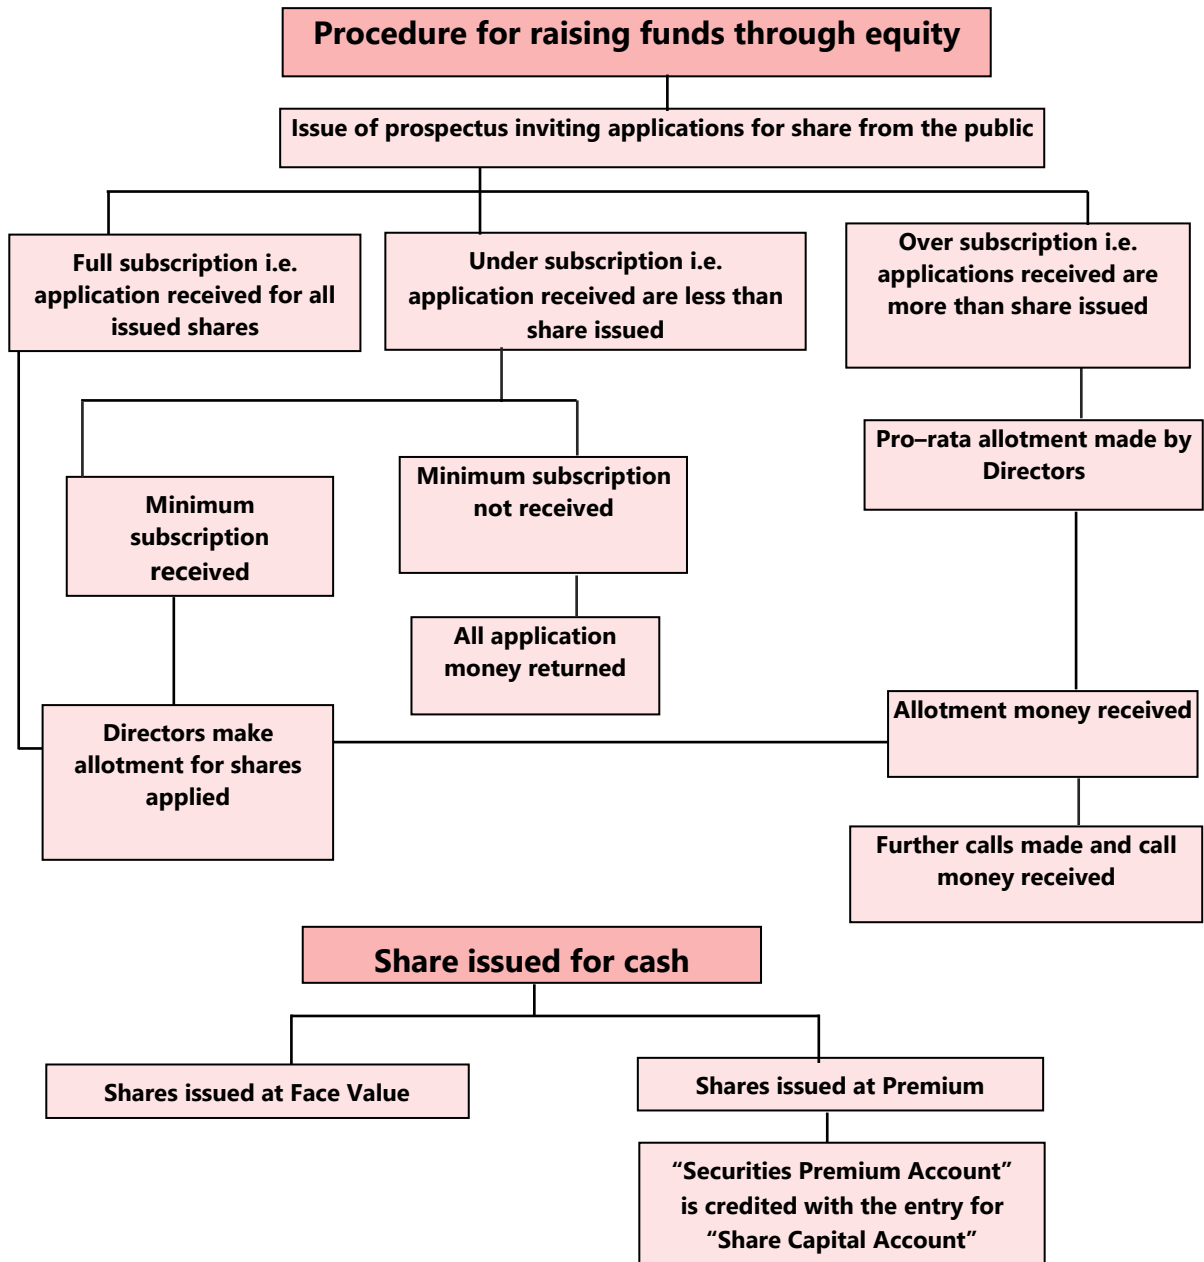 Procedure for raising funds through equity
Issue of prospectus inviting applications for share from the public
Full subscription i.e.
application received for all
issued shares
Under subscription i.e.
application received are less than
share issued
Over subscription i.e.
applications received are
more than share issued
Minimum
subscription
received
Minimum subscription
not received
Pro–rata allotment made by
Directors
All application
money returned
Directors make
allotment for shares
applied
Allotment money received
Further calls made and call
money received
Share issued for cash
Shares issued at Face Value
Shares issued at Premium
“Securities Premium Account”
is credited with the entry for
“Share Capital Account”